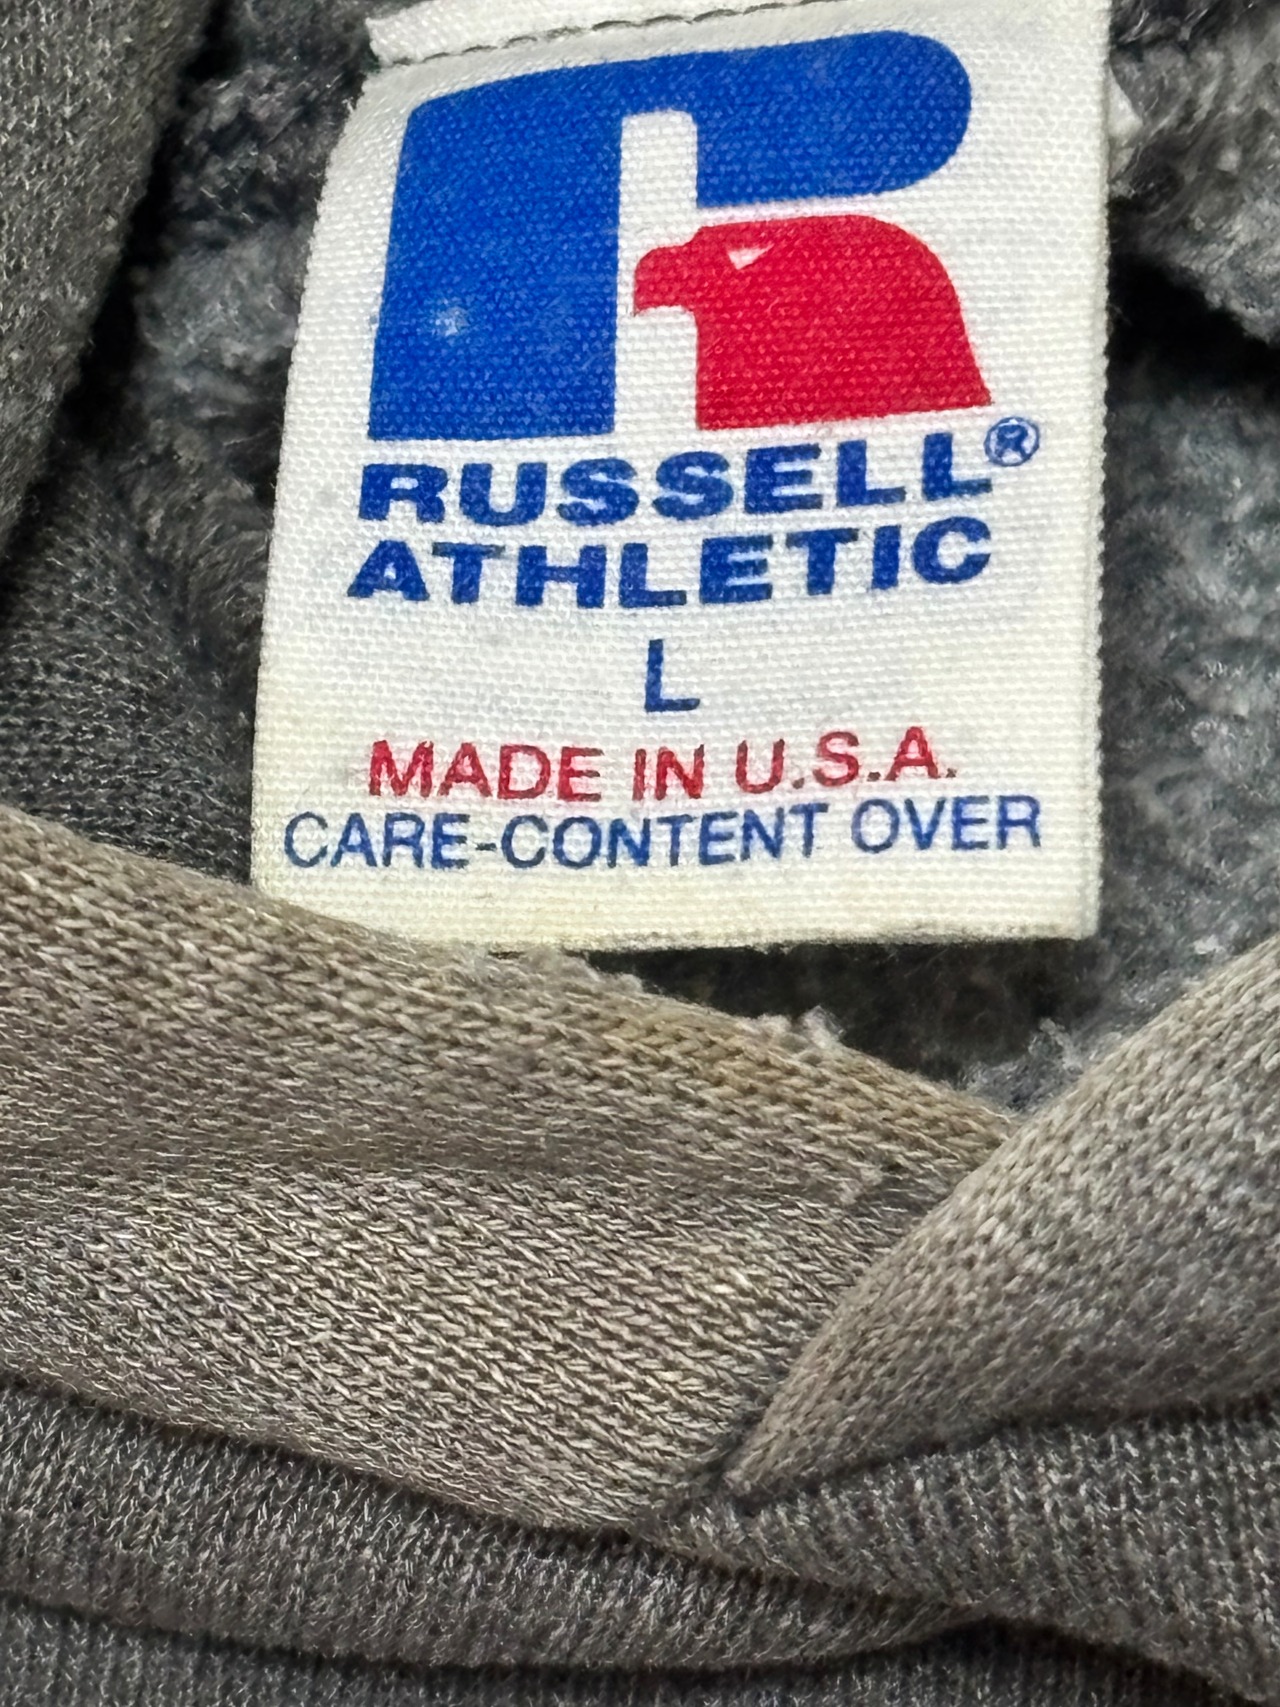 RUSSELL®
ATHLETIC
L
MADE IN U.S.A.
CARE-CONTENT OVER